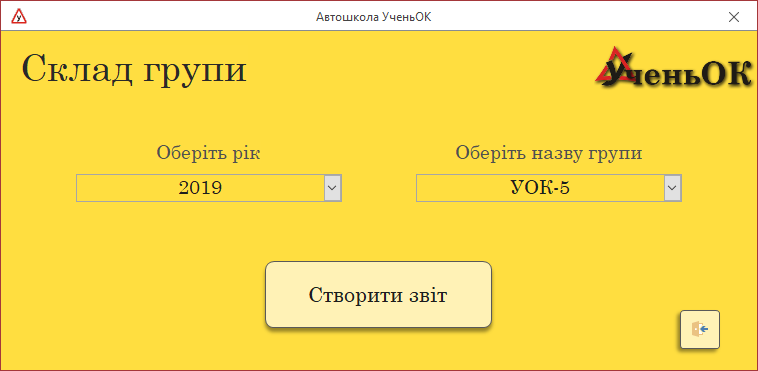 Автошкола УченьОК
Склад групи
УченьОК
Оберіть рік
Оберіть назву групи
2019
УОК-5
Створити звіт